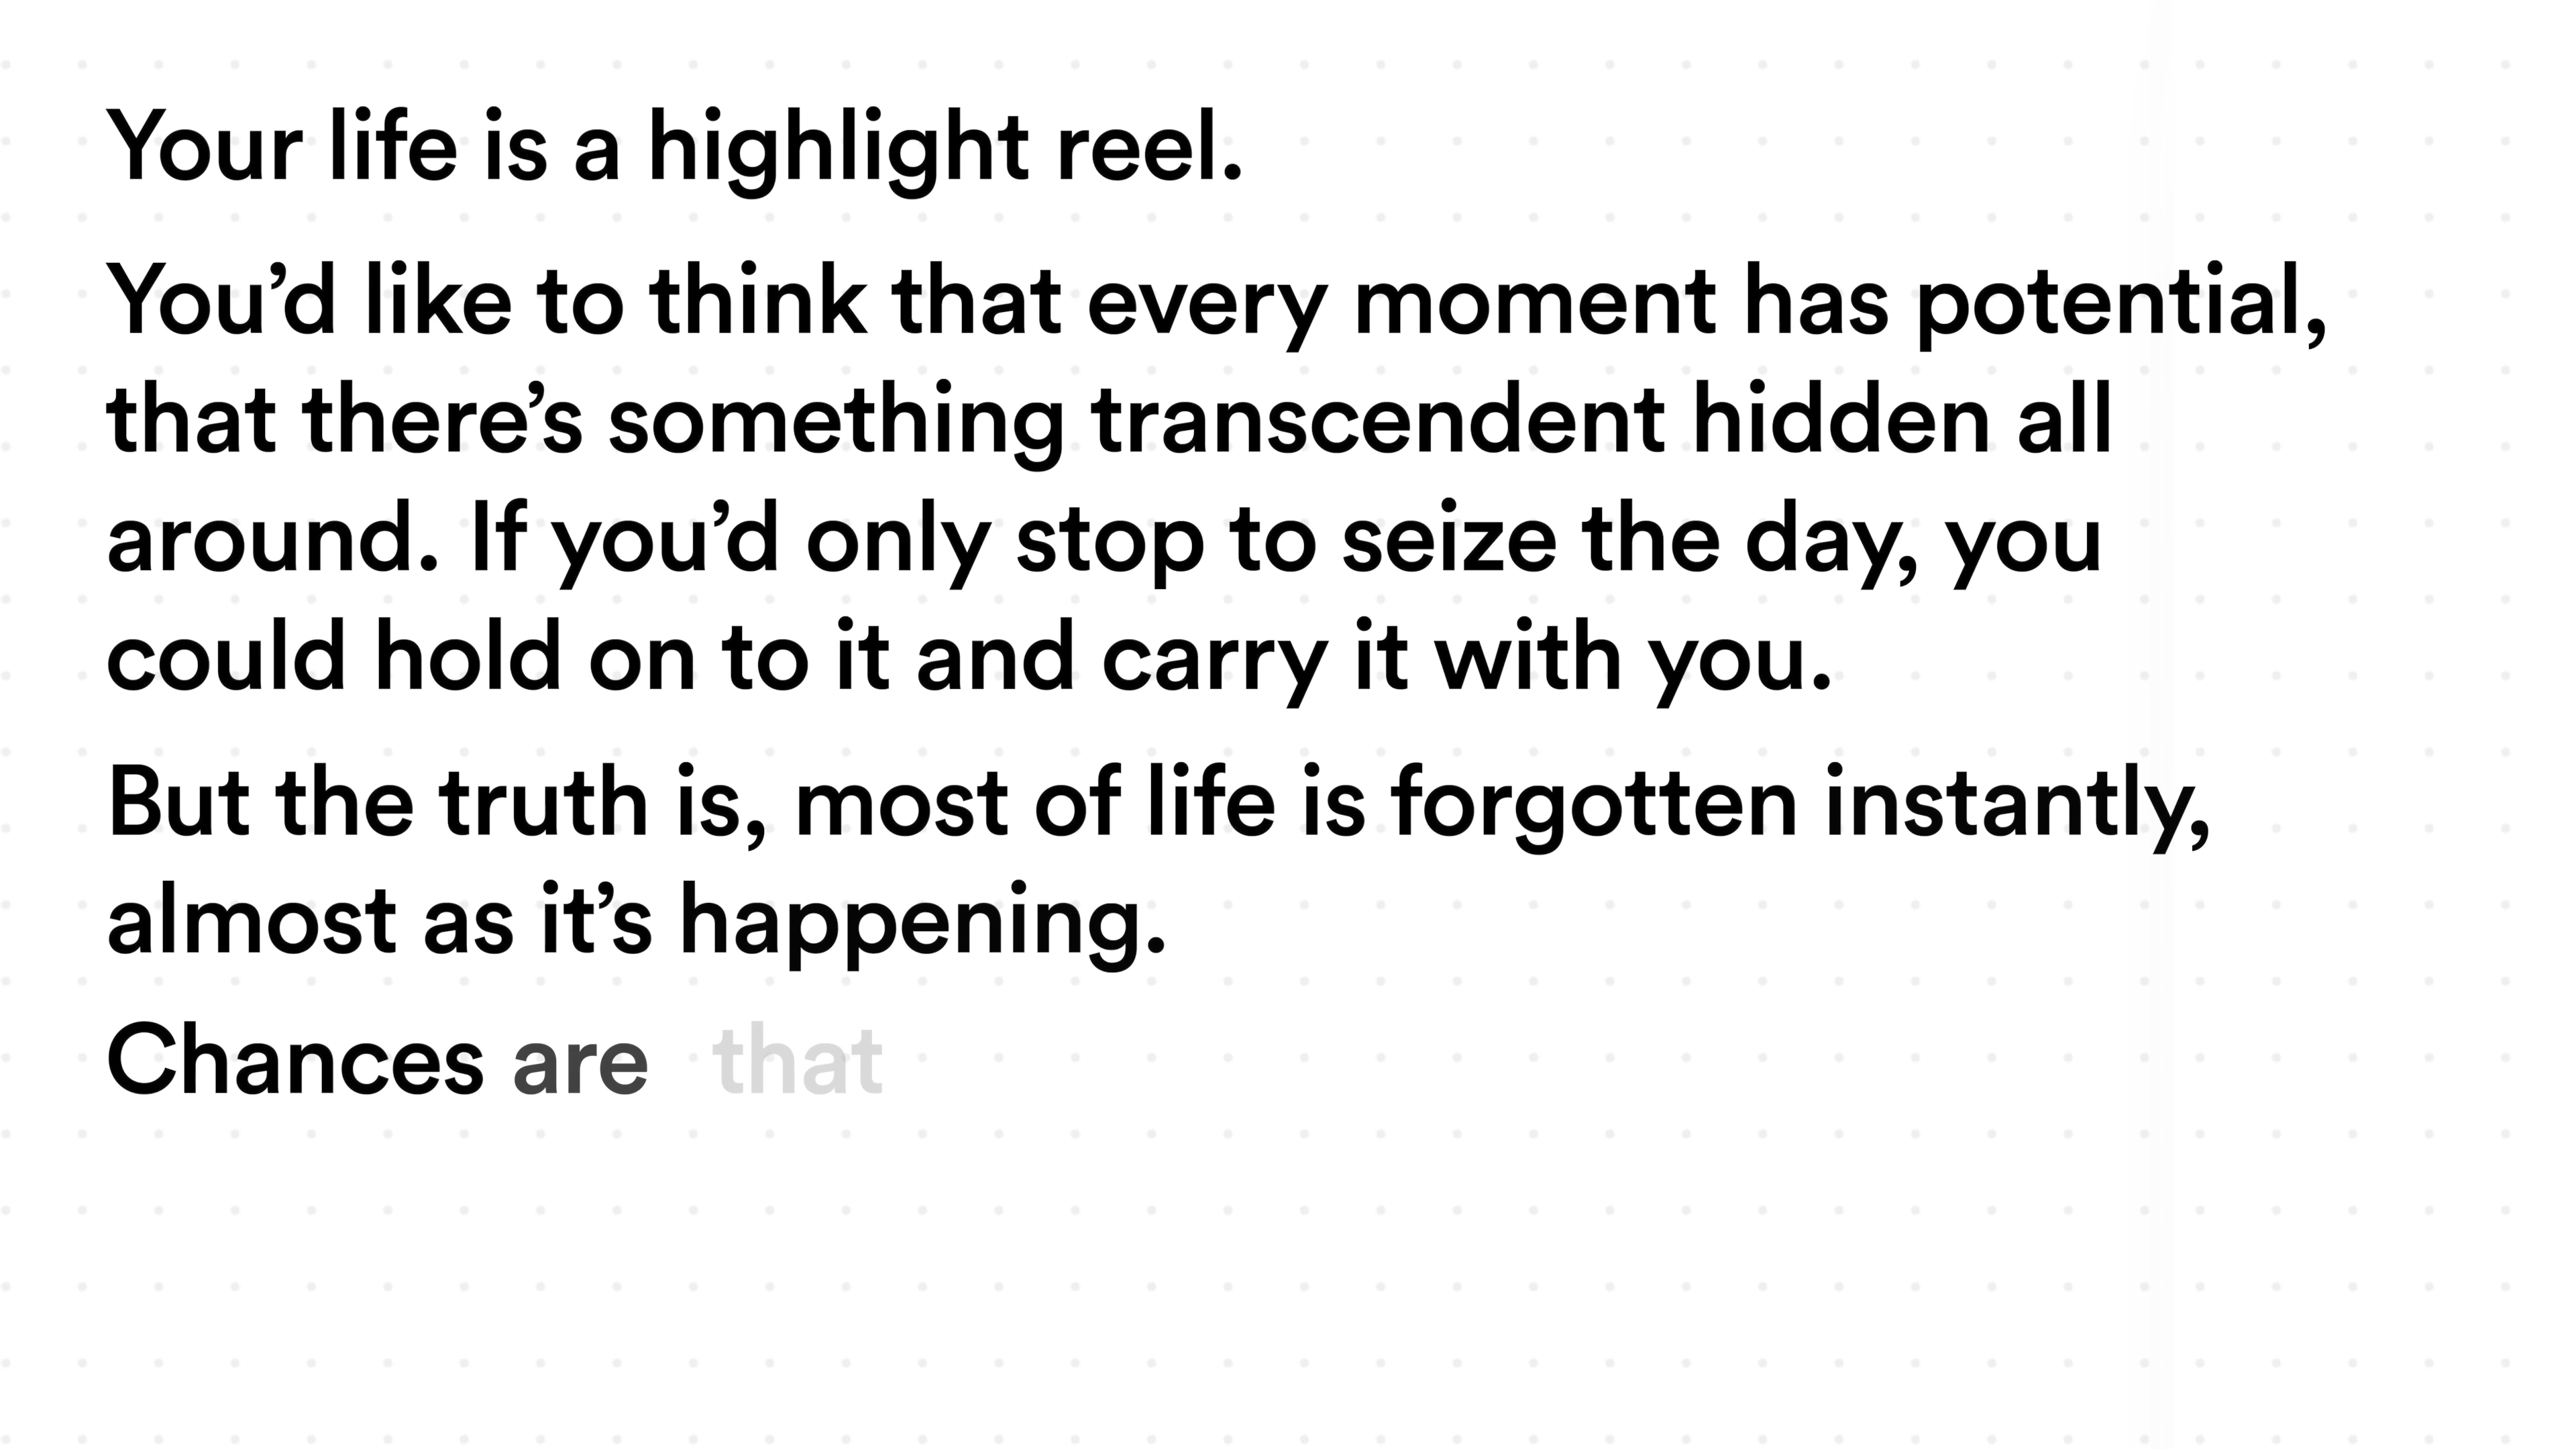 Your life is a highlight reel.
You’d like to think that every moment has potential,
that there’s something transcendent hidden all
around. If you’d only stop to seize the day, you
could hold on to it and carry it with you.
But the truth is, most of life is forgotten instantly,
almost as it’s happening.
Chances are that